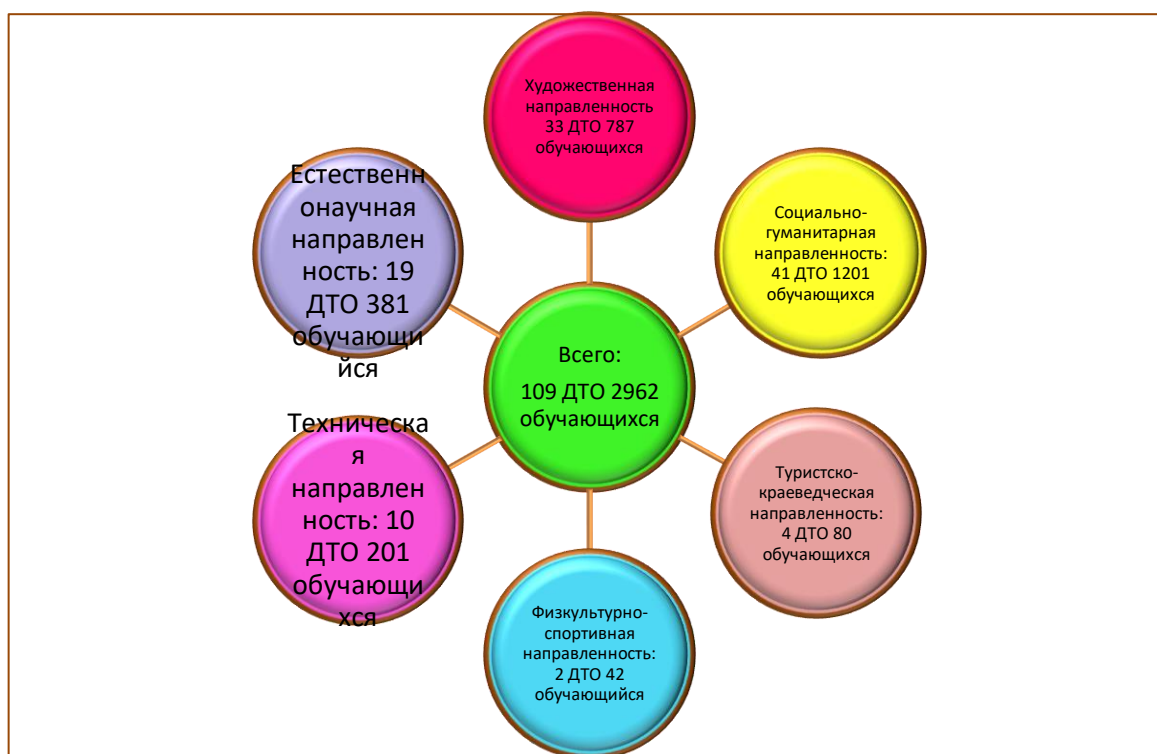 Художественная
направленность
33 ДТО 787
обучающихся
Социально-
гуманитарная
направленность:
41 ДТО 1201
обучающихся
Туристско-
краеведческая
направленность:
4 ДТО 80
обучающихся
Физкультурно-
спортивная
направленность:
2 ДТО 42
обучающийся
Техническа
я
направлен
ность: 10
ДТО 201
обучающи
хся
Естественн
онаучная
направлен
ность: 19
ДТО 381
обучающи
йся
Всего:
109 ДТО 2962
обучающихся